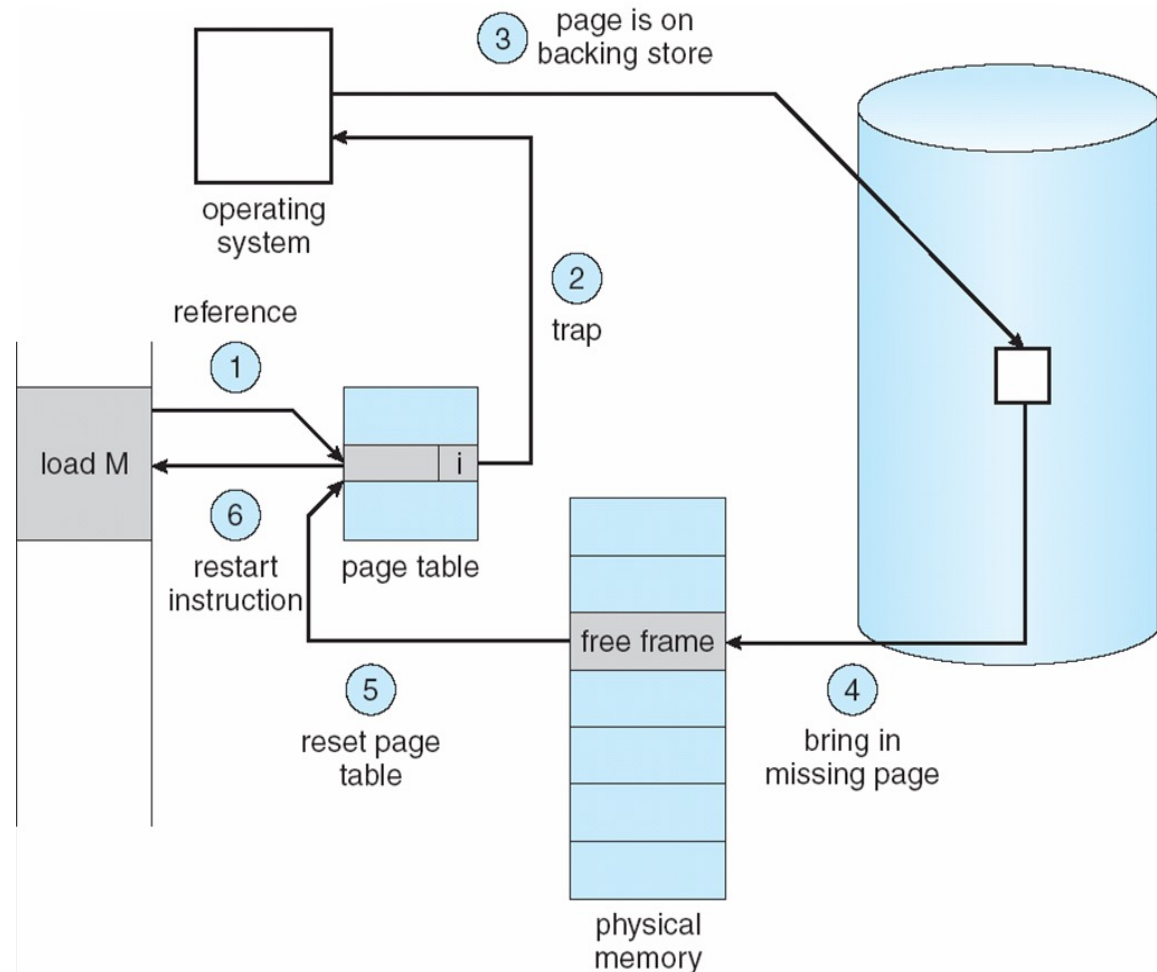 3
page is on
backing store
operating
system
2
trap
reference
1
load M
i
6
restart
instruction
page table
free frame
5
reset page
table
4
bring in
missing page
physical
memory